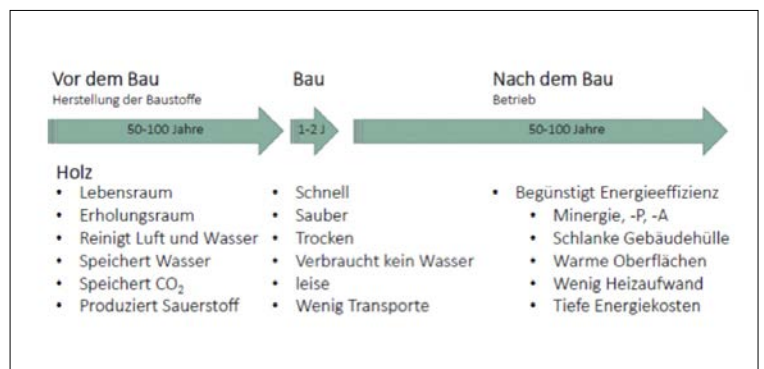 Vor dem Bau
Herstellung der Baustoffe
50-100 Jahre
Holz
• Lebensraum
• Erholungsraum
• Reinigt Luft und Wasser
• Speichert Wasser
• Speichert CO₂
• Produziert Sauerstoff
Bau
1-2 J
• Schnell
• Sauber
• Trocken
• Verbraucht kein Wasser
• leise
• Wenig Transporte
Nach dem Bau
Betrieb
50-100 Jahre
• Begünstigt Energieeffizienz
• Minergie, -P, -A
• Schlanke Gebäudehülle
• Warme Oberflächen
• Wenig Heizaufwand
• Tiefe Energiekosten